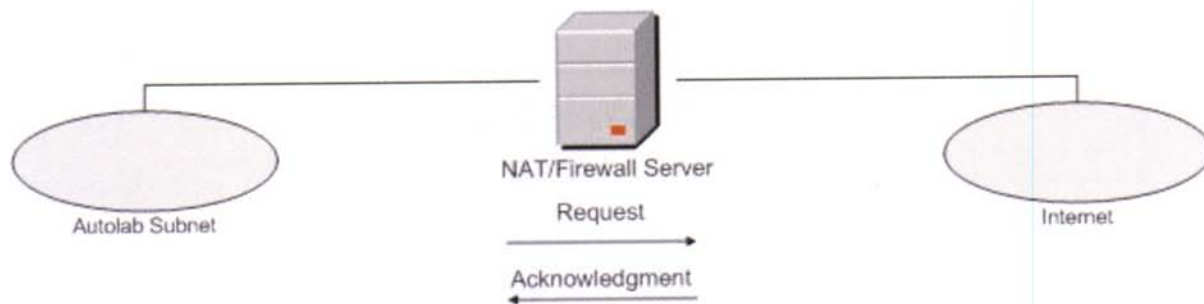 NAT/Firewall Server
Autolab Subnet
Request
Internet
Acknowledgment